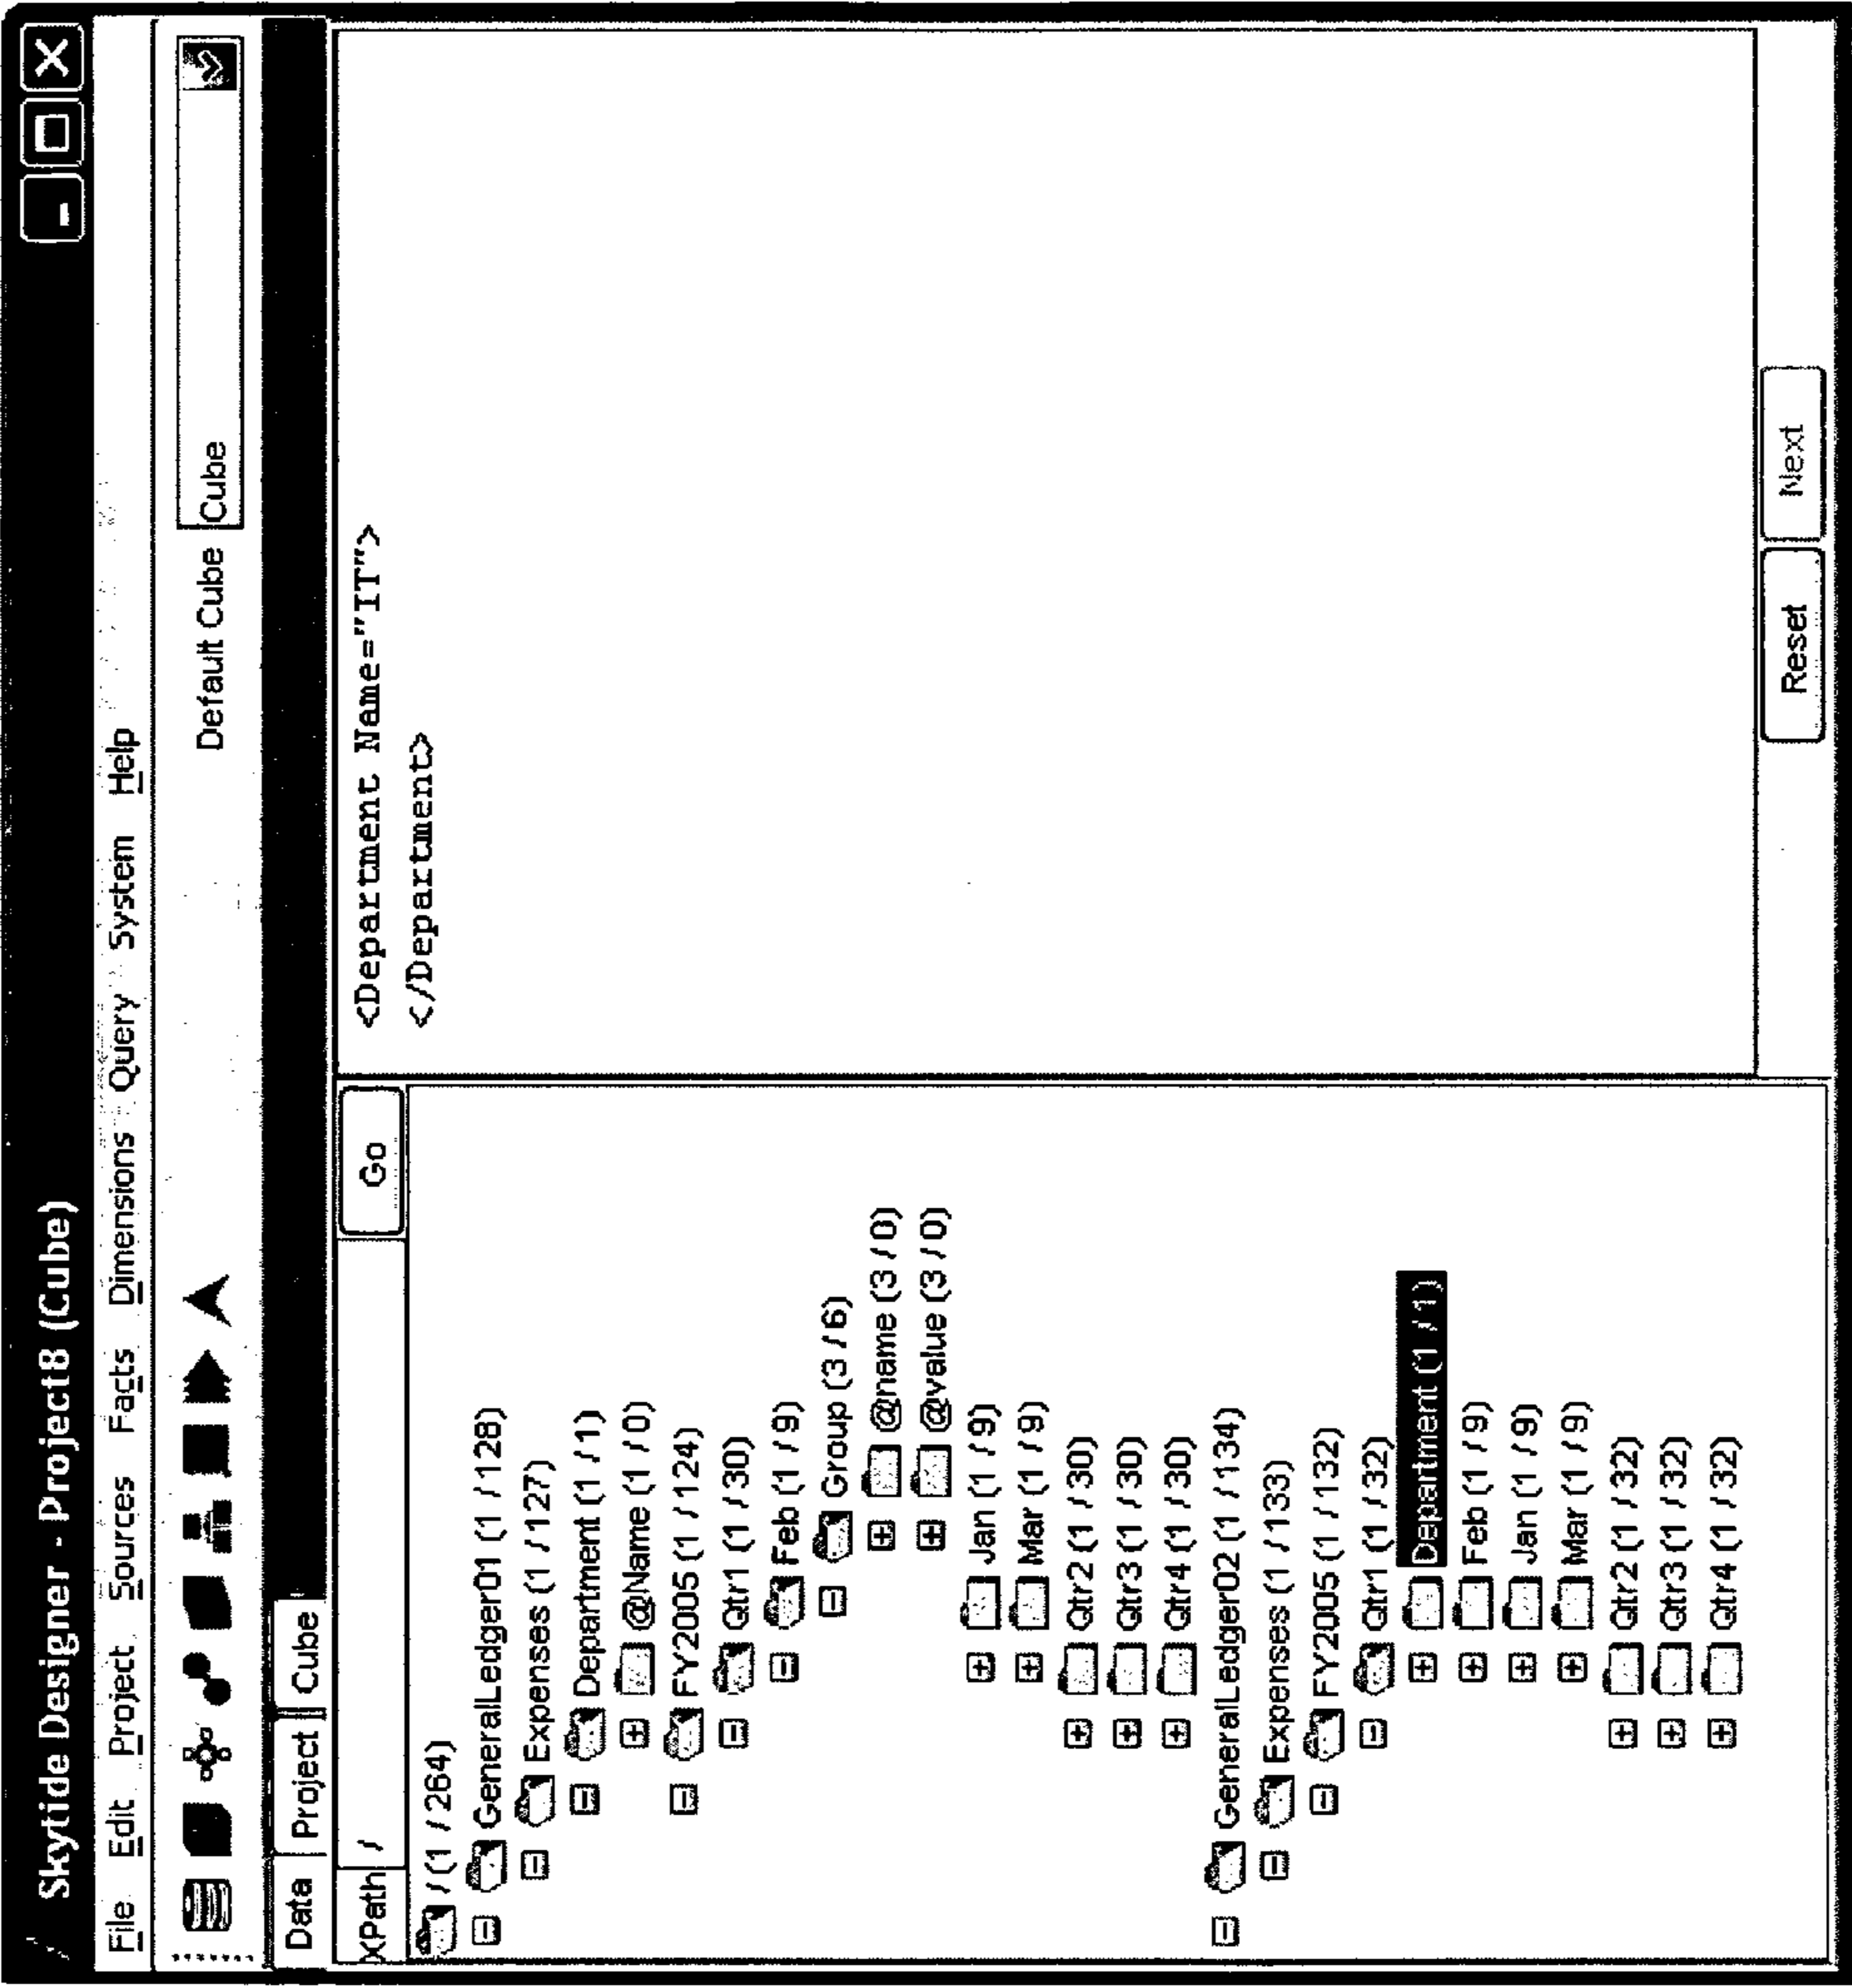 Skytide Designer - ProjectB (Cube)
File Edit Project Sources Facts Dimensions Query System Help
Default Cube Cube
Data Project Cube
XPath / Go
/ (1 / 264)
GeneralLedger01 (1 / 128)
Expenses (1 / 127)
Department (1 / 1)
@Name (1 / 0)
FY2005 (1 / 124)
Qtr1 (1 / 30)
Feb (1 / 9)
Group (3 / 6)
@name (3 / 0)
@value (3 / 0)
Jan (1 / 9)
Mar (1 / 9)
Qtr2 (1 / 30)
Qtr3 (1 / 30)
Qtr4 (1 / 30)
GeneralLedger02 (1 / 134)
Expenses (1 / 133)
FY2005 (1 / 132)
Qtr1 (1 / 32)
Department (1 / 1)
Feb (1 / 9)
Jan (1 / 9)
Mar (1 / 9)
Qtr2 (1 / 32)
Qtr3 (1 / 32)
Qtr4 (1 / 32)
<Department Name="IT">
</Department>
Reset Next